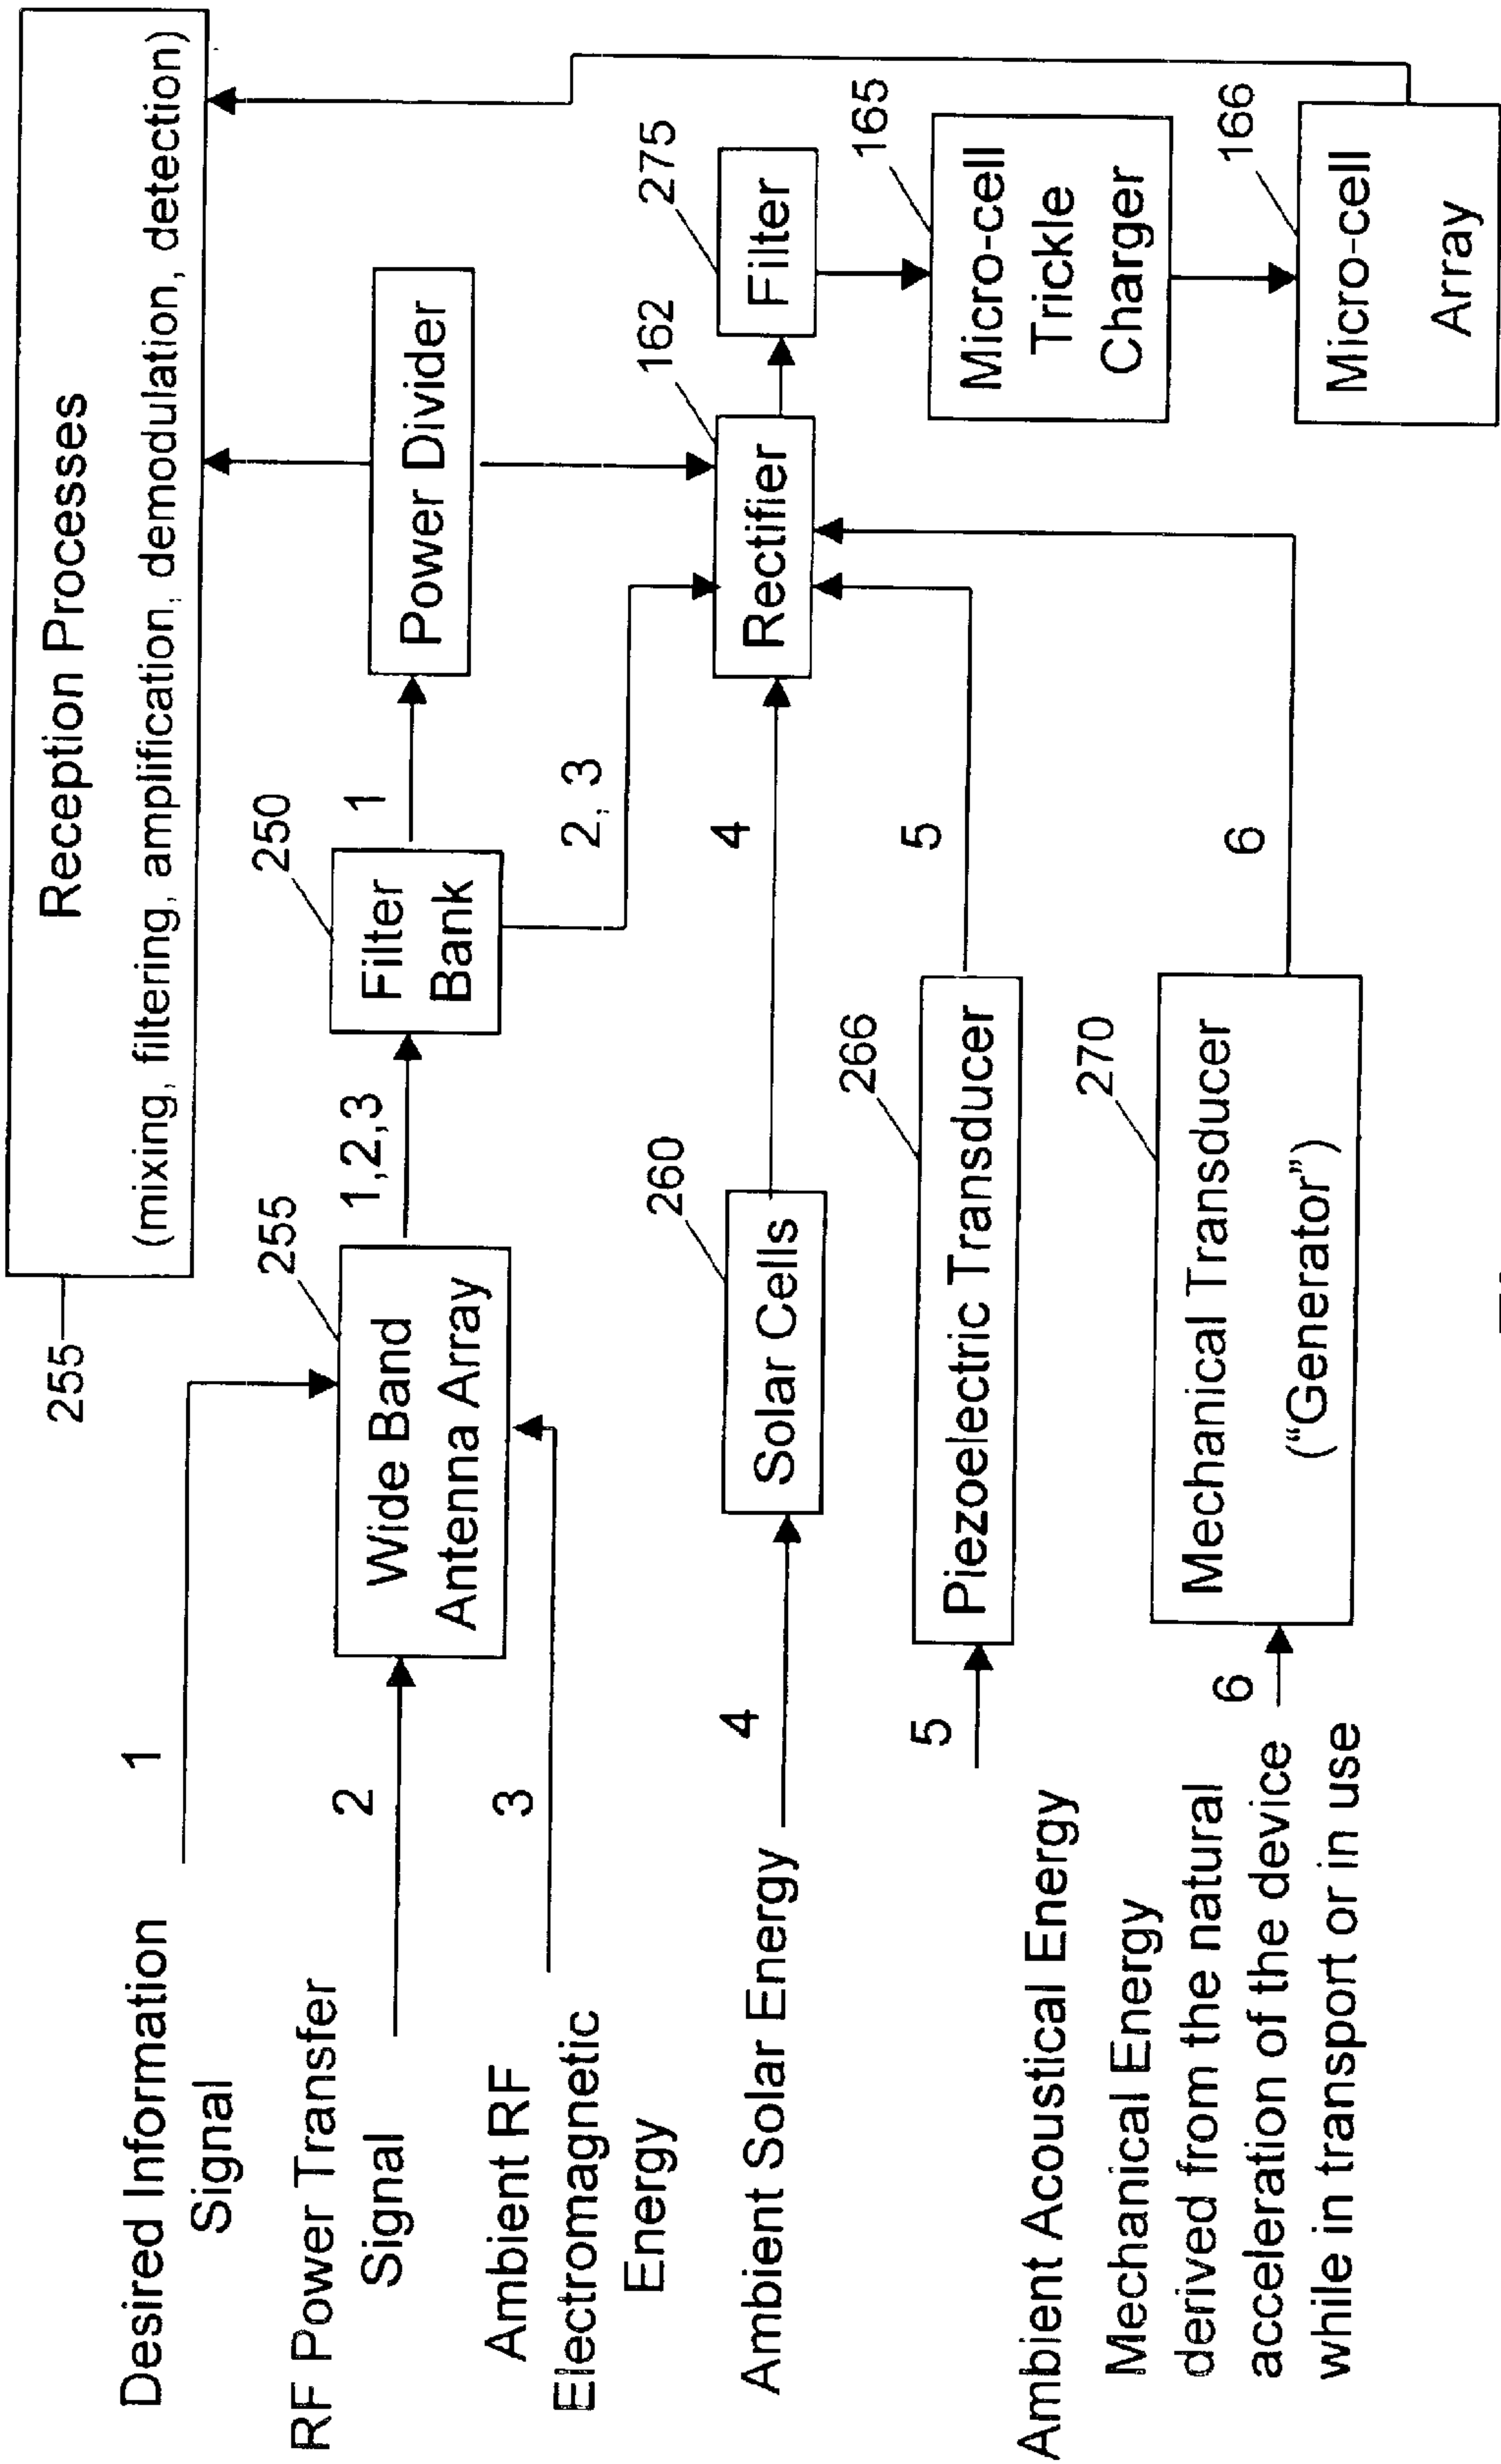 255
Reception Processes
(mixing, filtering, amplification, demodulation, detection)
Desired Information
Signal
1
RF Power Transfer
Signal
2
Ambient RF
Electromagnetic
Energy
3
255
Wide Band
Antenna Array
1,2,3
250
Filter
Bank
1
2, 3
Power Divider
Ambient Solar Energy
4
260
Solar Cells
4
162
Rectifier
275
Filter
5
266
Piezoelectric Transducer
5
165
Micro-cell
Trickle
Charger
Ambient Acoustical Energy
Mechanical Energy
derived from the natural
acceleration of the device
while in transport or in use
6
270
Mechanical Transducer
("Generator")
6
166
Micro-cell
Array